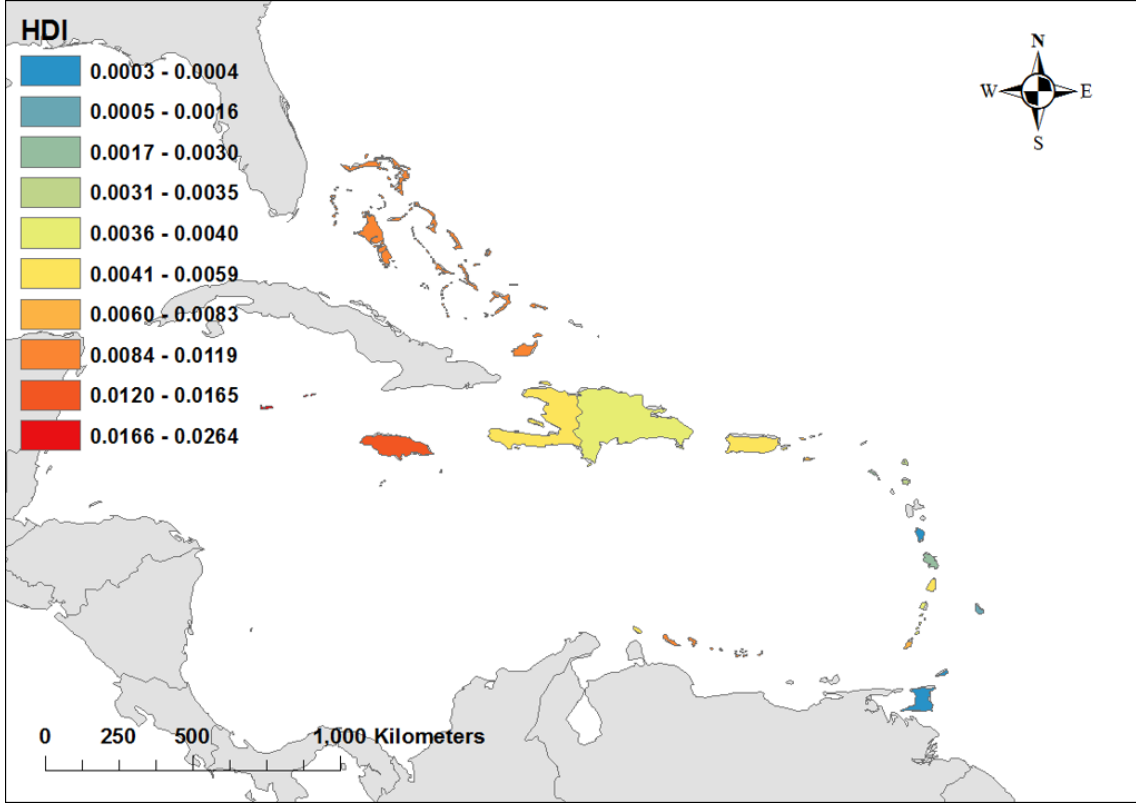 HDI
0.0003 - 0.0004
0.0005 - 0.0016
0.0017 - 0.0030
0.0031 - 0.0035
0.0036 - 0.0040
0.0041 - 0.0059
0.0060 - 0.0083
0.0084 - 0.0119
0.0120 - 0.0165
0.0166 - 0.0264
N
W E
S
0 250 500 1,000 Kilometers